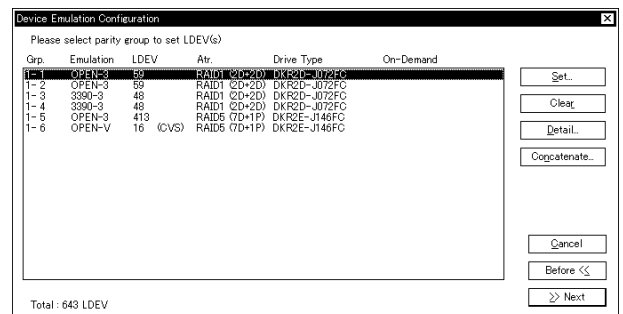 Device Emulation Configuration
Please select parity group to set LDEV(s)
Grp. Emulation LDEV Atr. Drive Type On-Demand
1- 1 OPEN-3 59 RAID1 (2D+2D) DKR2D-J072FC
1- 2 OPEN-3 59 RAID1 (2D+2D) DKR2D-J072FC
1- 3 3390-3 48 RAID1 (2D+2D) DKR2D-J072FC
1- 4 3390-3 48 RAID1 (2D+2D) DKR2D-J072FC
1- 5 OPEN-3 413 RAID5 (7D+1P) DKR2E-J146FC
1- 6 OPEN-V 16 (CVS) RAID5 (7D+1P) DKR2E-J146FC
Set...
Clear
Detail...
Concatenate...
Cancel
Before <<
>> Next
Total : 643 LDEV